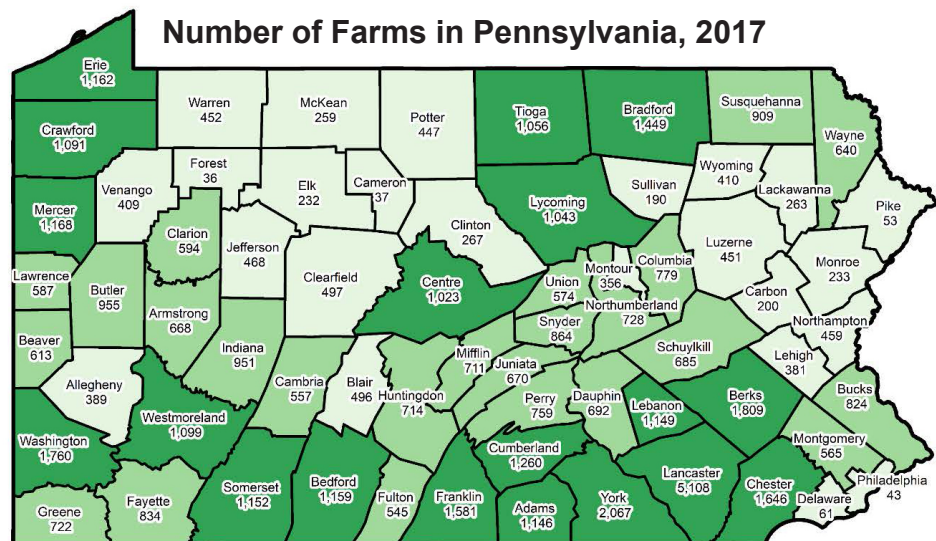 Number of Farms in Pennsylvania, 2017
Erie
1,162
Warren
452
McKean
259
Potter
447
Tioga
1,056
Bradford
1,449
Susquehanna
909
Wayne
640
Crawford
1,091
Forest
36
Venango
409
Elk
232
Cameron
37
Sullivan
190
Wyoming
410
Lackawanna
263
Pike
53
Mercer
1,168
Clarion
594
Jefferson
468
Clinton
267
Lycoming
1,043
Luzerne
451
Monroe
233
Lawrence
587
Butler
955
Armstrong
668
Clearfield
497
Centre
1,023
Union
574
Montour
356
Columbia
779
Northumberland
728
Carbon
200
Northampton
459
Beaver
613
Indiana
951
Snyder
864
Schuylkill
685
Lehigh
381
Allegheny
389
Cambria
557
Blair
496
Huntingdon
714
Mifflin
711
Juniata
670
Perry
759
Dauphin
692
Lebanon
1,149
Berks
1,809
Bucks
824
Washington
1,760
Westmoreland
1,099
Cumberland
1,260
Montgomery
565
Greene
722
Fayette
834
Somerset
1,152
Bedford
1,159
Fulton
545
Franklin
1,581
Adams
1,146
York
2,067
Lancaster
5,108
Chester
1,646
Delaware
61
Philadelphia
43